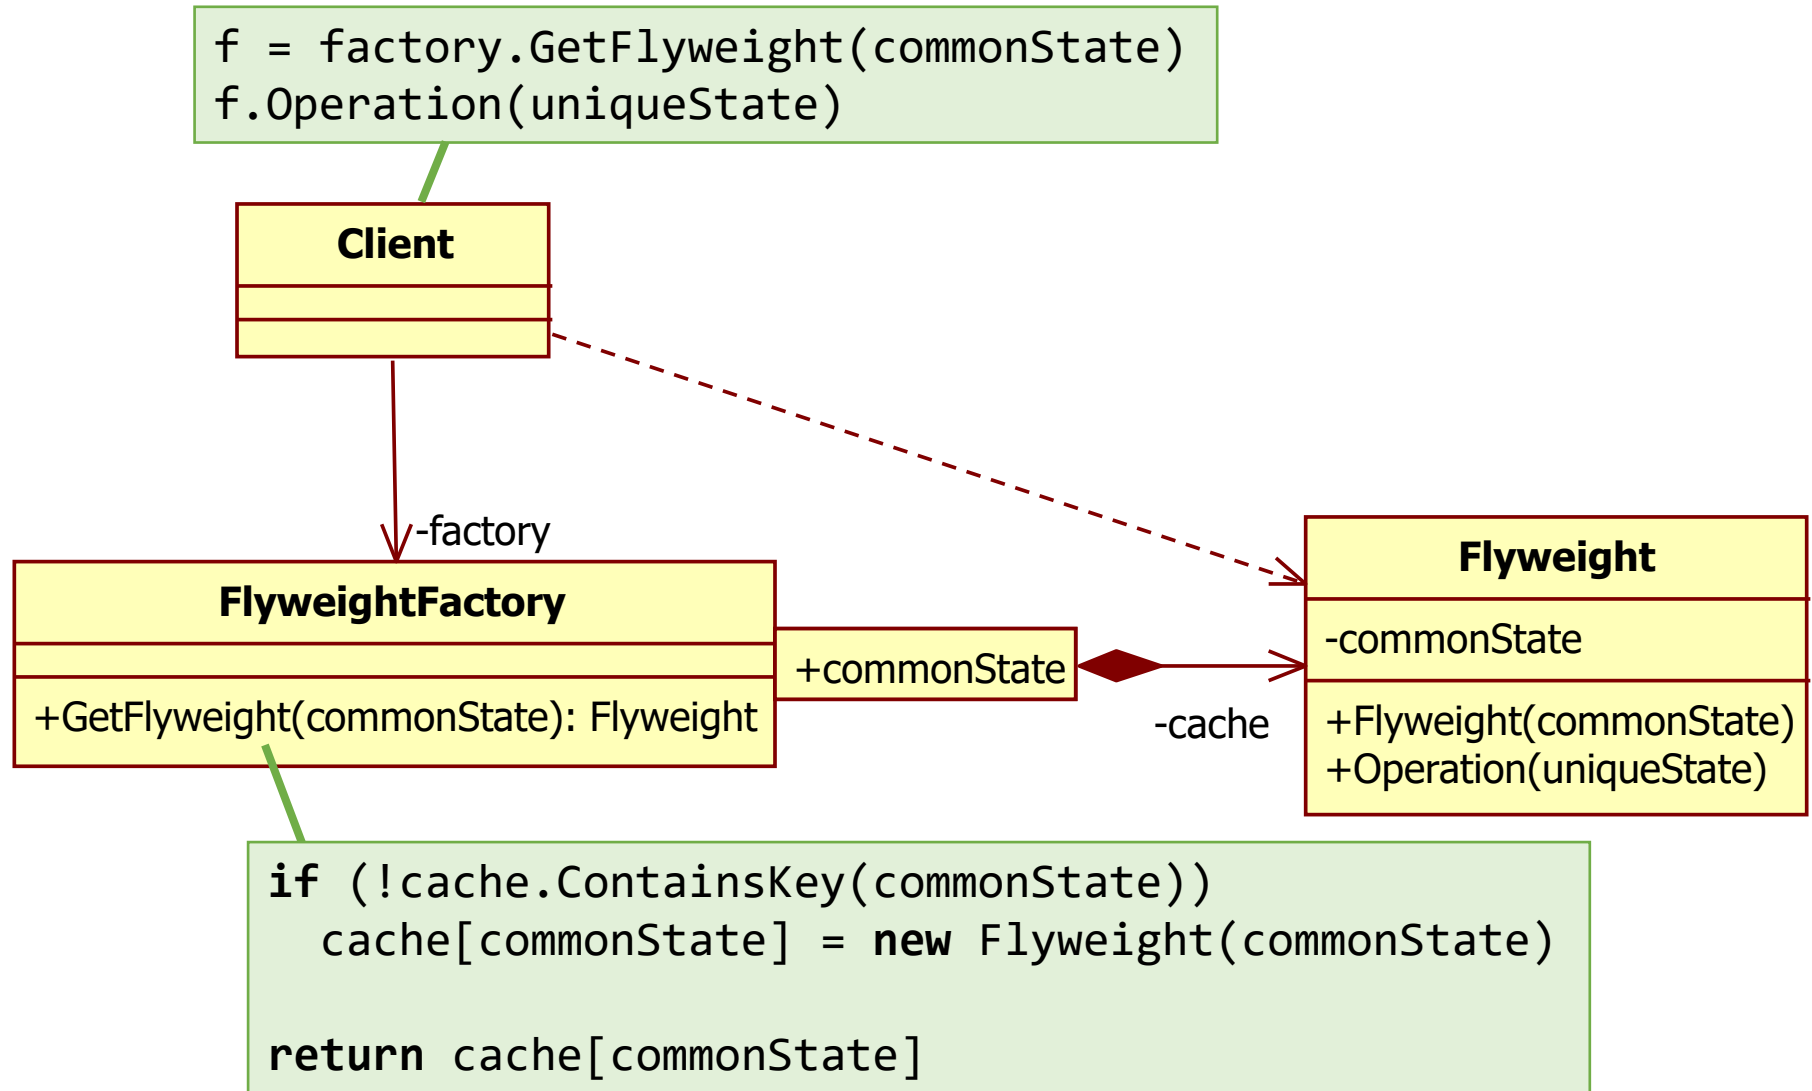 f = factory.GetFlyweight(commonState)
f.Operation(uniqueState)
Client
-factory
FlyweightFactory
+GetFlyweight(commonState): Flyweight
+commonState
-cache
Flyweight
-commonState
+Flyweight(commonState)
+Operation(uniqueState)
if (!cache.ContainsKey(commonState))
cache[commonState] = new Flyweight(commonState)
return cache[commonState]